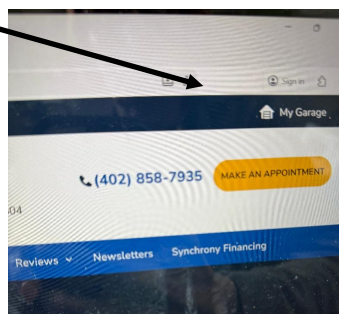 Sign in
My Garage
(402) 858-7935 MAKE AN APPOINTMENT
04
Reviews Newsletters Synchrony Financing